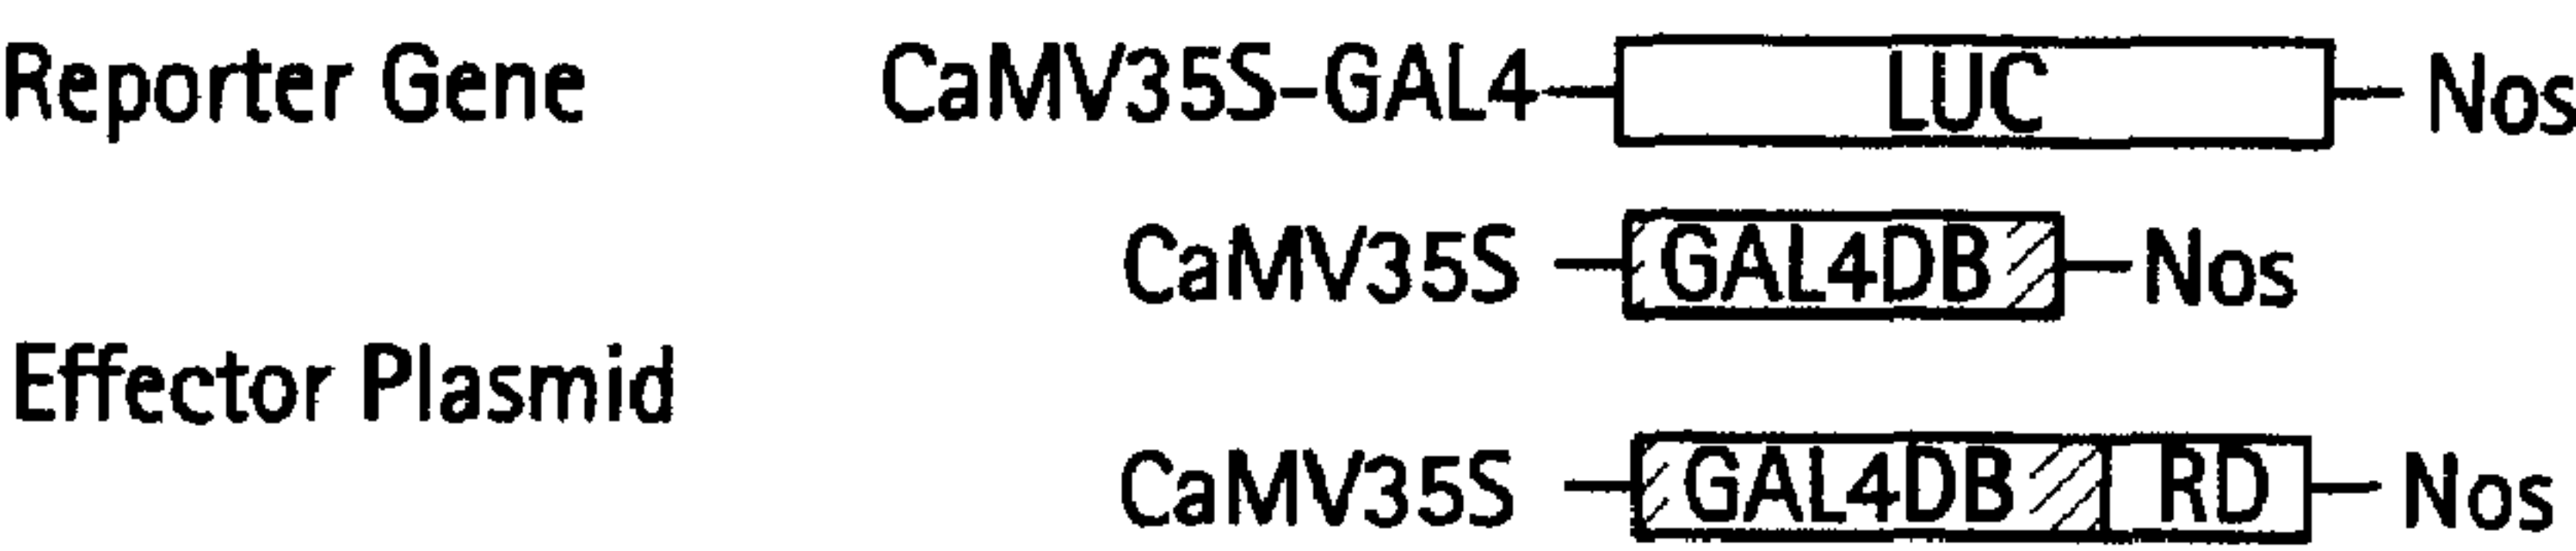 Reporter Gene CaMV35S-GAL4 LUC Nos
CaMV35S GAL4DB Nos
Effector Plasmid
CaMV35S GAL4DB RD Nos